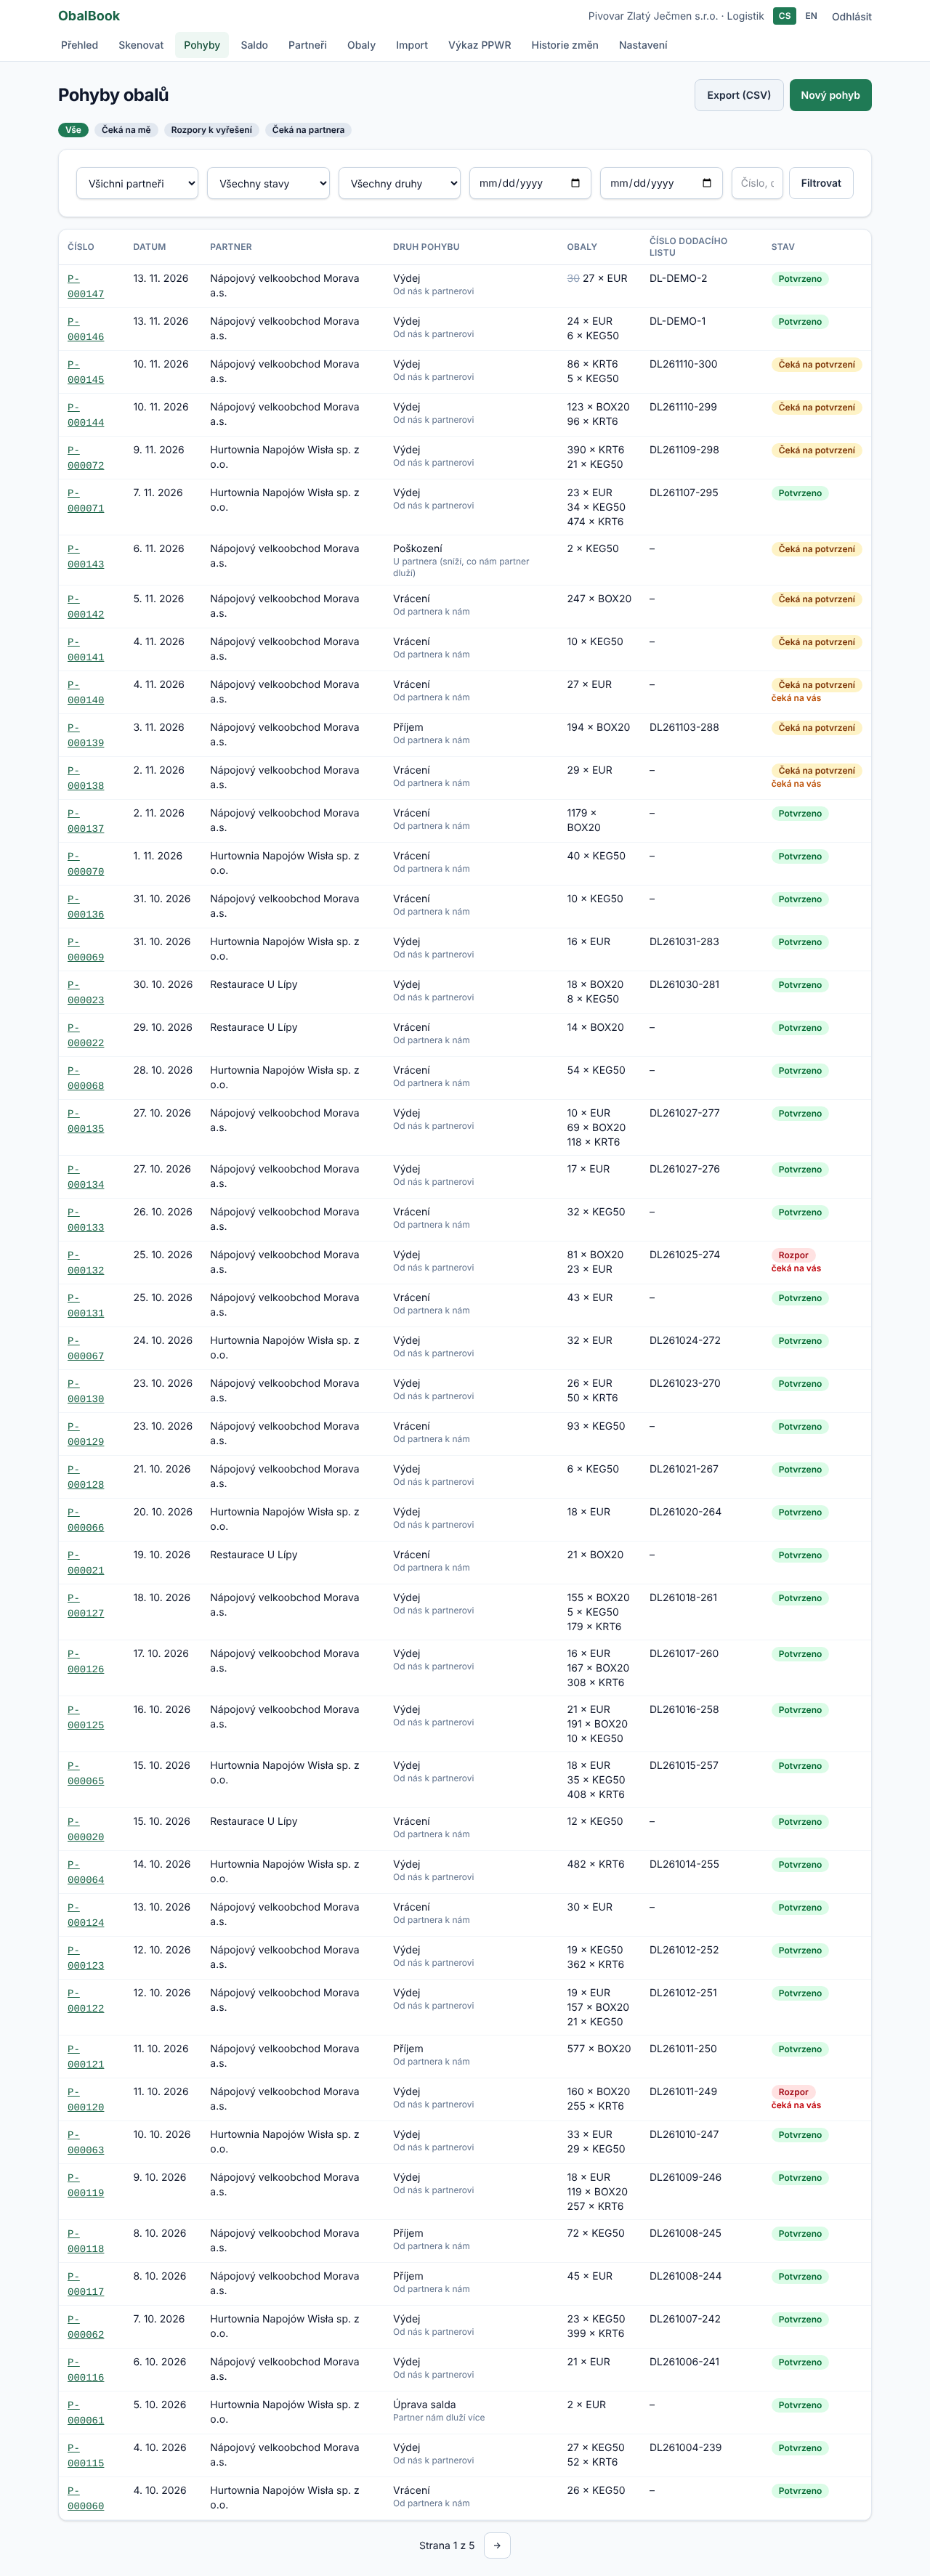 ObalBook
Pivovar Zlatý Ječmen s.r.o. · Logistik CS EN Odhlásit
Přehled Skenovat Pohyby Saldo Partneři Obaly Import Výkaz PPWR Historie změn Nastavení
Pohyby obalů
Export (CSV) Nový pohyb
Vše Čeká na mě Rozpory k vyřešení Čeká na partnera
Všichni partneři Všechny stavy Všechny druhy mm/dd/yyyy mm/dd/yyyy Číslo, Filtrovat
ČÍSLO DATUM PARTNER DRUH POHYBU OBALY ČÍSLO DODACÍHO LISTU STAV
P-000147 13. 11. 2026 Nápojový velkoobchod Morava a.s. Výdej Od nás k partnerovi 30 27 × EUR DL-DEMO-2 Potvrzeno
P-000146 13. 11. 2026 Nápojový velkoobchod Morava a.s. Výdej Od nás k partnerovi 24 × EUR 6 × KEG50 DL-DEMO-1 Potvrzeno
P-000145 10. 11. 2026 Nápojový velkoobchod Morava a.s. Výdej Od nás k partnerovi 86 × KRT6 5 × KEG50 DL261110-300 Čeká na potvrzení
P-000144 10. 11. 2026 Nápojový velkoobchod Morava a.s. Výdej Od nás k partnerovi 123 × BOX20 96 × KRT6 DL261110-299 Čeká na potvrzení
P-000072 9. 11. 2026 Hurtownia Napojów Wisła sp. z o.o. Výdej Od nás k partnerovi 390 × KRT6 21 × KEG50 DL261109-298 Čeká na potvrzení
P-000071 7. 11. 2026 Hurtownia Napojów Wisła sp. z o.o. Výdej Od nás k partnerovi 23 × EUR 34 × KEG50 474 × KRT6 DL261107-295 Potvrzeno
P-000143 6. 11. 2026 Nápojový velkoobchod Morava a.s. Poškození U partnera (sníží, co nám partner dluží) 2 × KEG50 – Čeká na potvrzení
P-000142 5. 11. 2026 Nápojový velkoobchod Morava a.s. Vrácení Od partnera k nám 247 × BOX20 – Čeká na potvrzení
P-000141 4. 11. 2026 Nápojový velkoobchod Morava a.s. Vrácení Od partnera k nám 10 × KEG50 – Čeká na potvrzení
P-000140 4. 11. 2026 Nápojový velkoobchod Morava a.s. Vrácení Od partnera k nám 27 × EUR – Čeká na potvrzení čeká na vás
P-000139 3. 11. 2026 Nápojový velkoobchod Morava a.s. Příjem Od partnera k nám 194 × BOX20 DL261103-288 Čeká na potvrzení
P-000138 2. 11. 2026 Nápojový velkoobchod Morava a.s. Vrácení Od partnera k nám 29 × EUR – Čeká na potvrzení čeká na vás
P-000137 2. 11. 2026 Nápojový velkoobchod Morava a.s. Vrácení Od partnera k nám 1179 × BOX20 – Potvrzeno
P-000070 1. 11. 2026 Hurtownia Napojów Wisła sp. z o.o. Vrácení Od partnera k nám 40 × KEG50 – Potvrzeno
P-000136 31. 10. 2026 Nápojový velkoobchod Morava a.s. Vrácení Od partnera k nám 10 × KEG50 – Potvrzeno
P-000069 31. 10. 2026 Hurtownia Napojów Wisła sp. z o.o. Výdej Od nás k partnerovi 16 × EUR DL261031-283 Potvrzeno
P-000023 30. 10. 2026 Restaurace U Lípy Výdej Od nás k partnerovi 18 × BOX20 8 × KEG50 DL261030-281 Potvrzeno
P-000022 29. 10. 2026 Restaurace U Lípy Vrácení Od partnera k nám 14 × BOX20 – Potvrzeno
P-000068 28. 10. 2026 Hurtownia Napojów Wisła sp. z o.o. Vrácení Od partnera k nám 54 × KEG50 – Potvrzeno
P-000135 27. 10. 2026 Nápojový velkoobchod Morava a.s. Výdej Od nás k partnerovi 10 × EUR 69 × BOX20 118 × KRT6 DL261027-277 Potvrzeno
P-000134 27. 10. 2026 Nápojový velkoobchod Morava a.s. Výdej Od nás k partnerovi 17 × EUR DL261027-276 Potvrzeno
P-000133 26. 10. 2026 Nápojový velkoobchod Morava a.s. Vrácení Od partnera k nám 32 × KEG50 – Potvrzeno
P-000132 25. 10. 2026 Nápojový velkoobchod Morava a.s. Výdej Od nás k partnerovi 81 × BOX20 23 × EUR DL261025-274 Rozpor čeká na vás
P-000131 25. 10. 2026 Nápojový velkoobchod Morava a.s. Vrácení Od partnera k nám 43 × EUR – Potvrzeno
P-000067 24. 10. 2026 Hurtownia Napojów Wisła sp. z o.o. Výdej Od nás k partnerovi 32 × EUR DL261024-272 Potvrzeno
P-000130 23. 10. 2026 Nápojový velkoobchod Morava a.s. Výdej Od nás k partnerovi 26 × EUR 50 × KRT6 DL261023-270 Potvrzeno
P-000129 23. 10. 2026 Nápojový velkoobchod Morava a.s. Vrácení Od partnera k nám 93 × KEG50 – Potvrzeno
P-000128 21. 10. 2026 Nápojový velkoobchod Morava a.s. Výdej Od nás k partnerovi 6 × KEG50 DL261021-267 Potvrzeno
P-000066 20. 10. 2026 Hurtownia Napojów Wisła sp. z o.o. Výdej Od nás k partnerovi 18 × EUR DL261020-264 Potvrzeno
P-000021 19. 10. 2026 Restaurace U Lípy Vrácení Od partnera k nám 21 × BOX20 – Potvrzeno
P-000127 18. 10. 2026 Nápojový velkoobchod Morava a.s. Výdej Od nás k partnerovi 155 × BOX20 5 × KEG50 179 × KRT6 DL261018-261 Potvrzeno
P-000126 17. 10. 2026 Nápojový velkoobchod Morava a.s. Výdej Od nás k partnerovi 16 × EUR 167 × BOX20 308 × KRT6 DL261017-260 Potvrzeno
P-000125 16. 10. 2026 Nápojový velkoobchod Morava a.s. Výdej Od nás k partnerovi 21 × EUR 191 × BOX20 10 × KEG50 DL261016-258 Potvrzeno
P-000065 15. 10. 2026 Hurtownia Napojów Wisła sp. z o.o. Výdej Od nás k partnerovi 18 × EUR 35 × KEG50 408 × KRT6 DL261015-257 Potvrzeno
P-000020 15. 10. 2026 Restaurace U Lípy Vrácení Od partnera k nám 12 × KEG50 – Potvrzeno
P-000064 14. 10. 2026 Hurtownia Napojów Wisła sp. z o.o. Výdej Od nás k partnerovi 482 × KRT6 DL261014-255 Potvrzeno
P-000124 13. 10. 2026 Nápojový velkoobchod Morava a.s. Vrácení Od partnera k nám 30 × EUR – Potvrzeno
P-000123 12. 10. 2026 Nápojový velkoobchod Morava a.s. Výdej Od nás k partnerovi 19 × KEG50 362 × KRT6 DL261012-252 Potvrzeno
P-000122 12. 10. 2026 Nápojový velkoobchod Morava a.s. Výdej Od nás k partnerovi 19 × EUR 157 × BOX20 21 × KEG50 DL261012-251 Potvrzeno
P-000121 11. 10. 2026 Nápojový velkoobchod Morava a.s. Příjem Od partnera k nám 577 × BOX20 DL261011-250 Potvrzeno
P-000120 11. 10. 2026 Nápojový velkoobchod Morava a.s. Výdej Od nás k partnerovi 160 × BOX20 255 × KRT6 DL261011-249 Rozpor čeká na vás
P-000063 10. 10. 2026 Hurtownia Napojów Wisła sp. z o.o. Výdej Od nás k partnerovi 33 × EUR 29 × KEG50 DL261010-247 Potvrzeno
P-000119 9. 10. 2026 Nápojový velkoobchod Morava a.s. Výdej Od nás k partnerovi 18 × EUR 119 × BOX20 257 × KRT6 DL261009-246 Potvrzeno
P-000118 8. 10. 2026 Nápojový velkoobchod Morava a.s. Příjem Od partnera k nám 72 × KEG50 DL261008-245 Potvrzeno
P-000117 8. 10. 2026 Nápojový velkoobchod Morava a.s. Příjem Od partnera k nám 45 × EUR DL261008-244 Potvrzeno
P-000062 7. 10. 2026 Hurtownia Napojów Wisła sp. z o.o. Výdej Od nás k partnerovi 23 × KEG50 399 × KRT6 DL261007-242 Potvrzeno
P-000116 6. 10. 2026 Nápojový velkoobchod Morava a.s. Výdej Od nás k partnerovi 21 × EUR DL261006-241 Potvrzeno
P-000061 5. 10. 2026 Hurtownia Napojów Wisła sp. z o.o. Úprava salda Partner nám dluží více 2 × EUR – Potvrzeno
P-000115 4. 10. 2026 Nápojový velkoobchod Morava a.s. Výdej Od nás k partnerovi 27 × KEG50 52 × KRT6 DL261004-239 Potvrzeno
P-000060 4. 10. 2026 Hurtownia Napojów Wisła sp. z o.o. Vrácení Od partnera k nám 26 × KEG50 – Potvrzeno
Strana 1 z 5 →